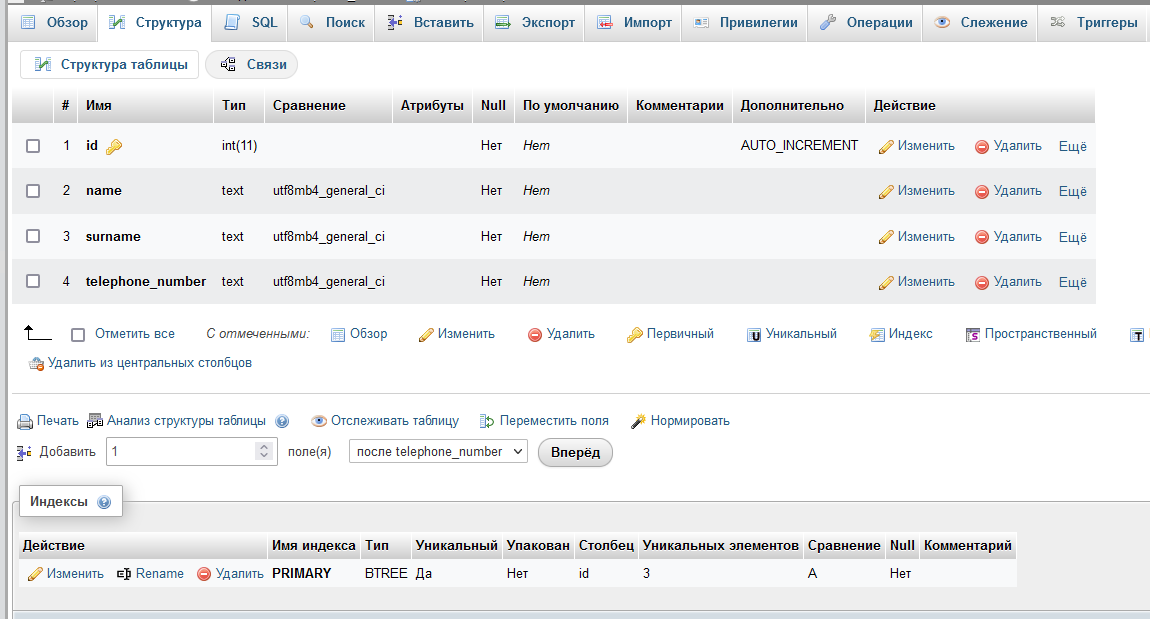 Обзор Структура SQL Поиск Вставить Экспорт Импорт Привилегии Операции Слежение Триггеры
Структура таблицы Связи
# Имя Тип Сравнение Атрибуты Null По умолчанию Комментарии Дополнительно Действие
1 id int(11) Нет Нет AUTO_INCREMENT Изменить Удалить Ещё
2 name text utf8mb4_general_ci Нет Нет Изменить Удалить Ещё
3 surname text utf8mb4_general_ci Нет Нет Изменить Удалить Ещё
4 telephone_number text utf8mb4_general_ci Нет Нет Изменить Удалить Ещё
Отметить все С отмеченными: Обзор Изменить Удалить Первичный Уникальный Индекс Пространственный
Удалить из центральных столбцов
Печать Анализ структуры таблицы Отслеживать таблицу Переместить поля Нормировать
Добавить 1 поле(я) после telephone_number Вперёд
Индексы
Действие Имя индекса Тип Уникальный Упакован Столбец Уникальных элементов Сравнение Null Комментарий
Изменить Rename Удалить PRIMARY BTREE Да Нет id 3 A Нет